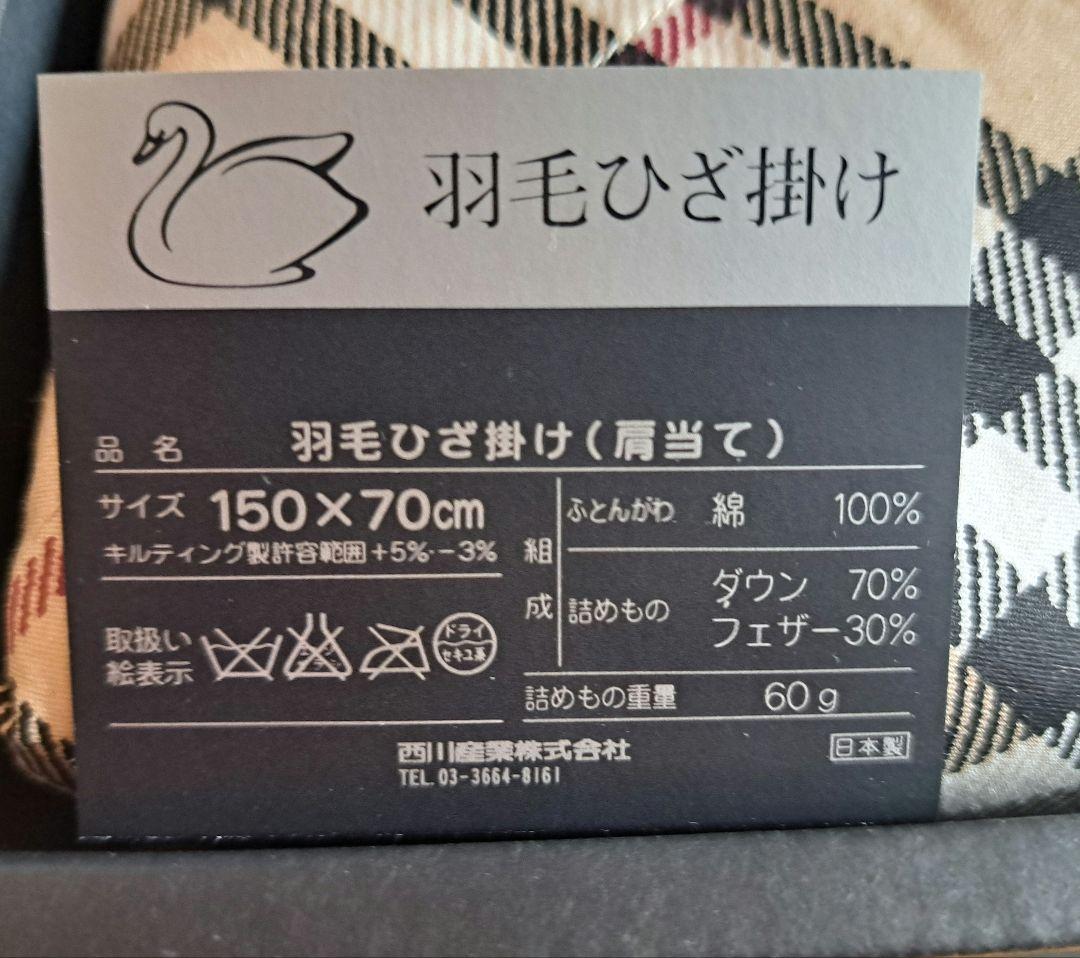 羽毛ひざ掛け
品名 羽毛ひざ掛け(肩当て)
サイズ 150×70cm
キルティング製許容範囲+5%・-3%
取扱い
絵表示
エンソ
ドライ
セキユ系
組成
ふとんがわ 綿 100%
詰めもの ダウン 70%
フェザー30%
詰めもの重量 60g
西川産業株式会社
TEL.03-3664-8161
日本製